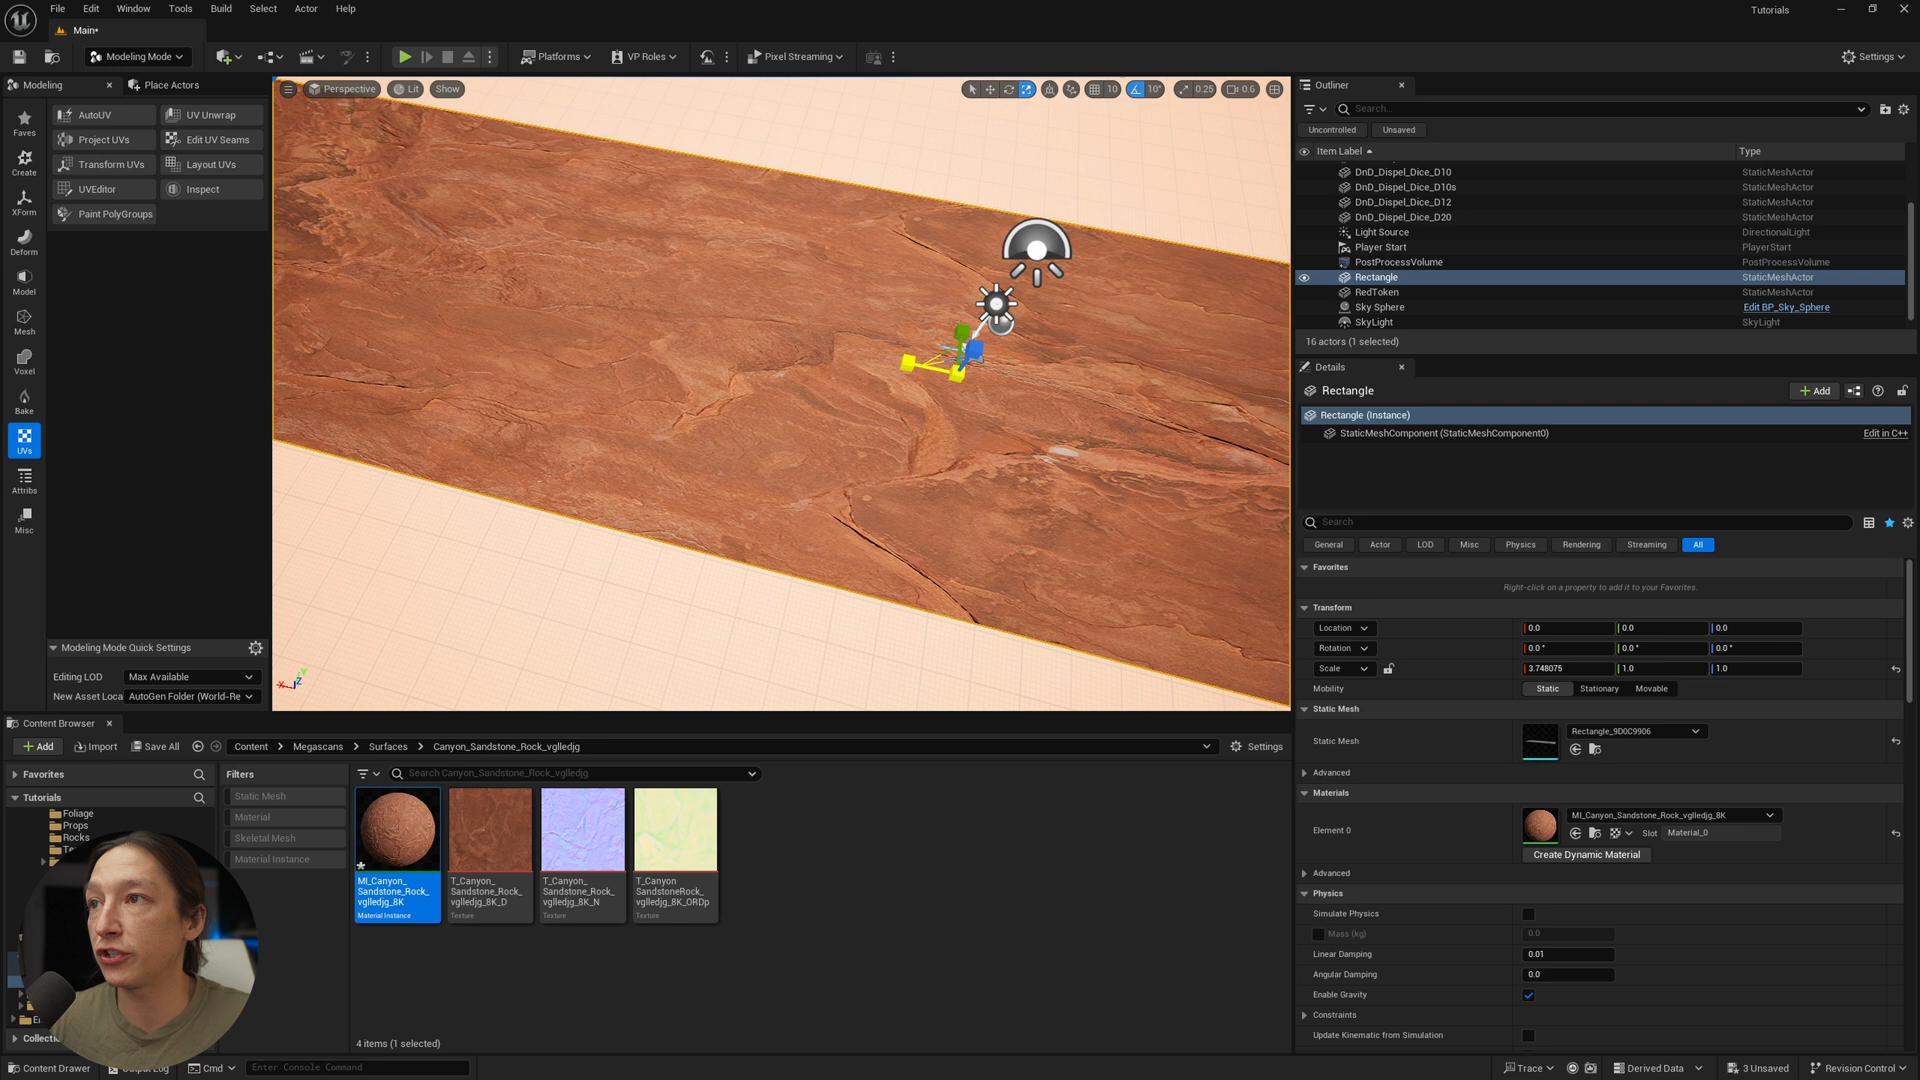 File Edit Window Tools Build Select Actor Help
Tutorials
Main•
Modeling Mode
Platforms
VP Roles
Pixel Streaming
Settings
Modeling
Place Actors
Faves
Create
XForm
Deform
Model
Mesh
Voxel
Bake
UVs
Attribs
Misc
AutoUV
UV Unwrap
Project UVs
Edit UV Seams
Transform UVs
Layout UVs
UVEditor
Inspect
Paint PolyGroups
Modeling Mode Quick Settings
Editing LOD
Max Available
New Asset Loca
AutoGen Folder (World-Re
Perspective
Lit
Show
10
10°
0.25
0.6
X
Y
Z
Outliner
Search...
Uncontrolled
Unsaved
Item Label
Type
DnD_Dispel_Dice_D10 StaticMeshActor
DnD_Dispel_Dice_D10s StaticMeshActor
DnD_Dispel_Dice_D12 StaticMeshActor
DnD_Dispel_Dice_D20 StaticMeshActor
Light Source DirectionalLight
Player Start PlayerStart
PostProcessVolume PostProcessVolume
Rectangle StaticMeshActor
RedToken StaticMeshActor
Sky Sphere Edit BP_Sky_Sphere
SkyLight SkyLight
16 actors (1 selected)
Details
Rectangle
Add
Rectangle (Instance)
StaticMeshComponent (StaticMeshComponent0)
Edit in C++
Search
General Actor LOD Misc Physics Rendering Streaming All
Favorites
Right-click on a property to add it to your Favorites.
Transform
Location 0.0 0.0 0.0
Rotation 0.0 ° 0.0 ° 0.0 °
Scale 3.748075 1.0 1.0
Mobility Static Stationary Movable
Static Mesh
Static Mesh
Rectangle_9D0C9906
Advanced
Materials
Element 0
MI_Canyon_Sandstone_Rock_vglledjg_8K
Slot Material_0
Create Dynamic Material
Advanced
Physics
Simulate Physics
Mass (kg) 0.0
Linear Damping 0.01
Angular Damping 0.0
Enable Gravity
Constraints
Update Kinematic from Simulation
Content Browser
Add
Import
Save All
Content > Megascans > Surfaces > Canyon_Sandstone_Rock_vglledjg
Settings
Favorites
Tutorials
Foliage
Props
Rocks
Collecti
Filters
Static Mesh
Material
Skeletal Mesh
Material Instance
Search Canyon_Sandstone_Rock_vglledjg
MI_Canyon_
Sandstone_Rock_
vglledjg_8K
Material Instance
T_Canyon_
Sandstone_Rock_
vglledjg_8K_D
Texture
T_Canyon_
Sandstone_Rock_
vglledjg_8K_N
Texture
T_Canyon
SandstoneRock_
vglledjg_8K_ORDp
Texture
4 items (1 selected)
Content Drawer
Output Log
Cmd
Enter Console Command
Trace
Derived Data
3 Unsaved
Revision Control